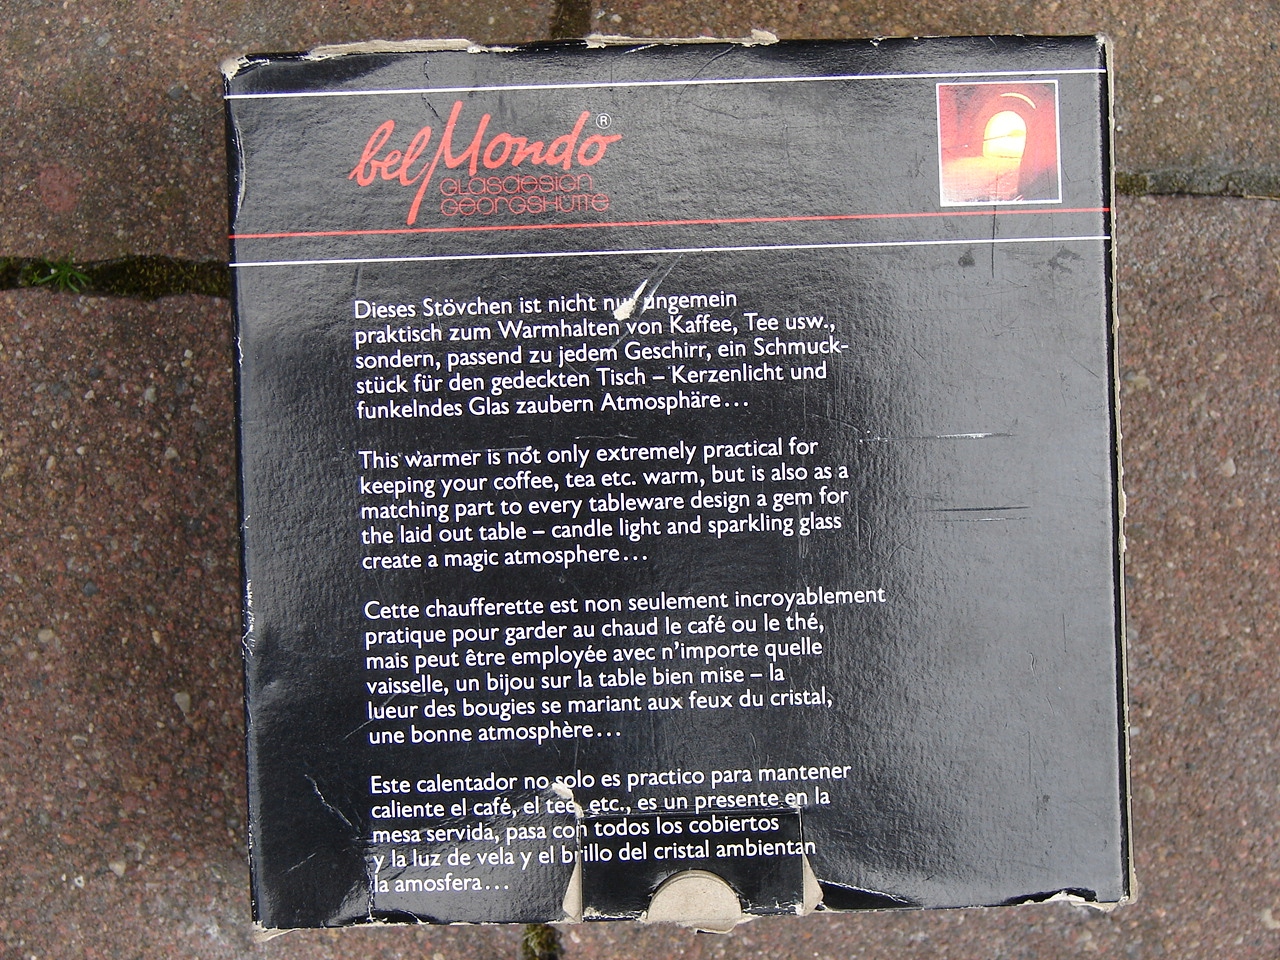 bel Mondo ®
GLASDESIGN
GEORGSHÜTTE
Dieses Stövchen ist nicht nur ungemein
praktisch zum Warmhalten von Kaffee, Tee usw.,
sondern, passend zu jedem Geschirr, ein Schmuck-
stück für den gedeckten Tisch – Kerzenlicht und
funkelndes Glas zaubern Atmosphäre...
This warmer is not only extremely practical for
keeping your coffee, tea etc. warm, but is also as a
matching part to every tableware design a gem for
the laid out table – candle light and sparkling glass
create a magic atmosphere...
Cette chaufferette est non seulement incroyablement
pratique pour garder au chaud le café ou le thé,
mais peut être employée avec n'importe quelle
vaisselle, un bijou sur la table bien mise – la
lueur des bougies se mariant aux feux du cristal,
une bonne atmosphère...
Este calentador no solo es practico para mantener
caliente el café, el tee, etc., es un presente en la
mesa servida, pasa con todos los cobiertos
y la luz de vela y el brillo del cristal ambientan
la amosfera...